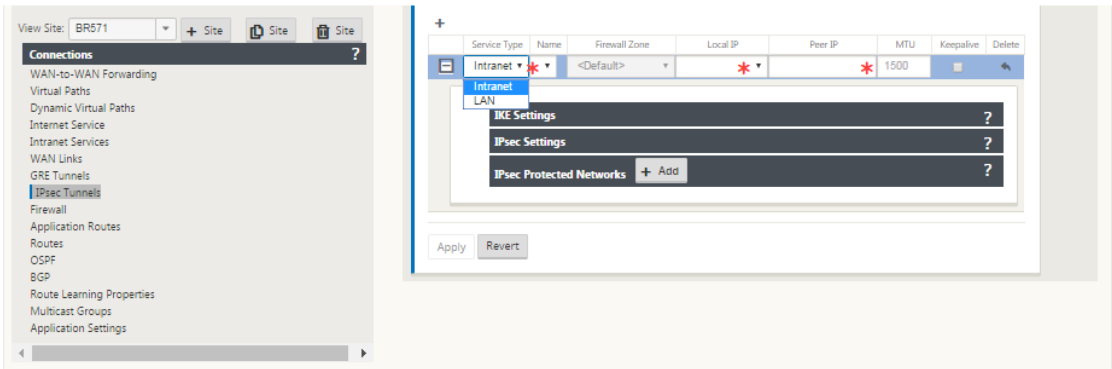 View Site: BR571 + Site Site Site
Connections ?
WAN-to-WAN Forwarding
Virtual Paths
Dynamic Virtual Paths
Internet Service
Intranet Services
WAN Links
GRE Tunnels
IPsec Tunnels
Firewall
Application Routes
Routes
OSPF
BGP
Route Learning Properties
Multicast Groups
Application Settings
+
Service Type Name Firewall Zone Local IP Peer IP MTU Keepalive Delete
Intranet * <Default> * * 1500
Intranet
LAN
IKE Settings ?
IPsec Settings ?
IPsec Protected Networks + Add ?
Apply Revert